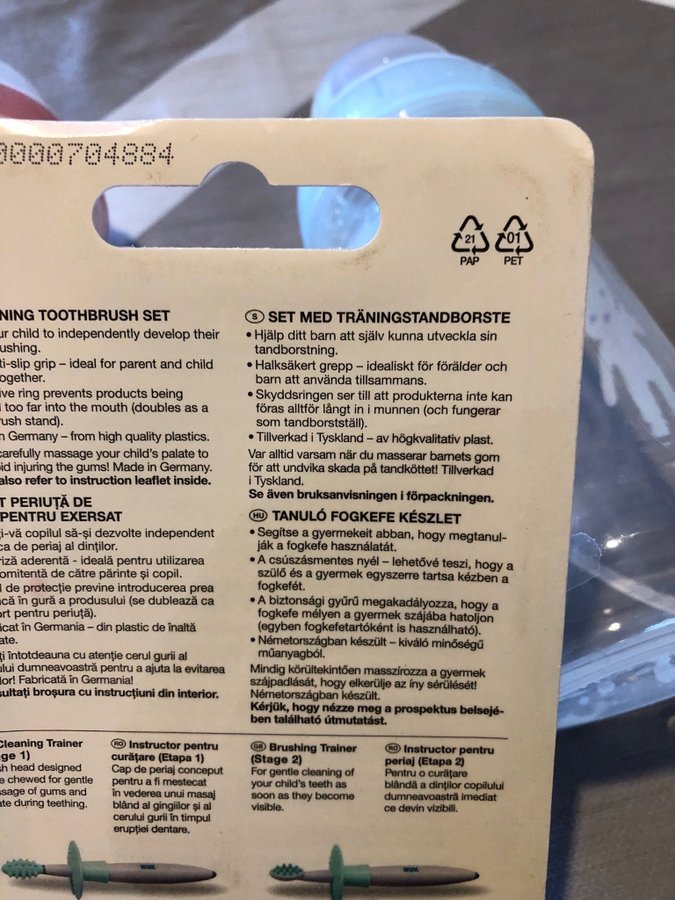 0000704884
21
PAP
01
PET
NING TOOTHBRUSH SET
ur child to independently develop their
ushing.
ti-slip grip – ideal for parent and child
ogether.
ive ring prevents products being
too far into the mouth (doubles as a
rush stand).
n Germany – from high quality plastics.
carefully massage your child's palate to
id injuring the gums! Made in Germany.
also refer to instruction leaflet inside.
T PERIUȚĂ DE
PENTRU EXERSAT
ți-vă copilul să-și dezvolte independent
ca de periaj al dinților.
riză aderentă - ideală pentru utilizarea
omitentă de către părinte și copil.
l de protecție previne introducerea prea
că în gură a produsului (se dublează ca
ort pentru periuță).
icat în Germania – din plastic de înaltă
ate.
ți întotdeauna cu atenție cerul gurii al
ului dumneavoastră pentru a ajuta la evitarea
lor! Fabricată în Germania!
sultați broșura cu instrucțiuni din interior.
S SET MED TRÄNINGSTANDBORSTE
• Hjälp ditt barn att själv kunna utveckla sin
tandborstning.
• Halksäkert grepp – idealiskt för förälder och
barn att använda tillsammans.
• Skyddsringen ser till att produkterna inte kan
föras alltför långt in i munnen (och fungerar
som tandborstställ).
• Tillverkad i Tyskland – av högkvalitativ plast.
Var alltid varsam när du masserar barnets gom
för att undvika skada på tandköttet! Tillverkad
i Tyskland.
Se även bruksanvisningen i förpackningen.
HU TANULÓ FOGKEFE KÉSZLET
• Segítse a gyermekeit abban, hogy megtanul-
ják a fogkefe használatát.
• A csúszásmentes nyél – lehetővé teszi, hogy a
szülő és a gyermek egyszerre tartsa kézben a
fogkefét.
• A biztonsági gyűrű megakadályozza, hogy a
fogkefe mélyen a gyermek szájába hatoljon
(egyben fogkefetartóként is használható).
• Németországban készült – kiváló minőségű
műanyagból.
Mindig körültekintően masszírozza a gyermek
szájpadlását, hogy elkerülje az íny sérülését!
Németországban készült.
Kérjük, hogy nézze meg a prospektus belsejé-
ben található útmutatást.
Cleaning Trainer
ge 1)
sh head designed
e chewed for gentle
ssage of gums and
ate during teething.
RO Instructor pentru
curățare (Etapa 1)
Cap de periaj conceput
pentru a fi mestecat
în vederea unui masaj
blând al gingiilor și al
cerului gurii în timpul
erupției dentare.
GB Brushing Trainer
(Stage 2)
For gentle cleaning of
your child's teeth as
soon as they become
visible.
RO Instructor pentru
periaj (Etapa 2)
Pentru o curățare
blândă a dinților copilului
dumneavoastră imediat
ce devin vizibili.
NUK
NUK